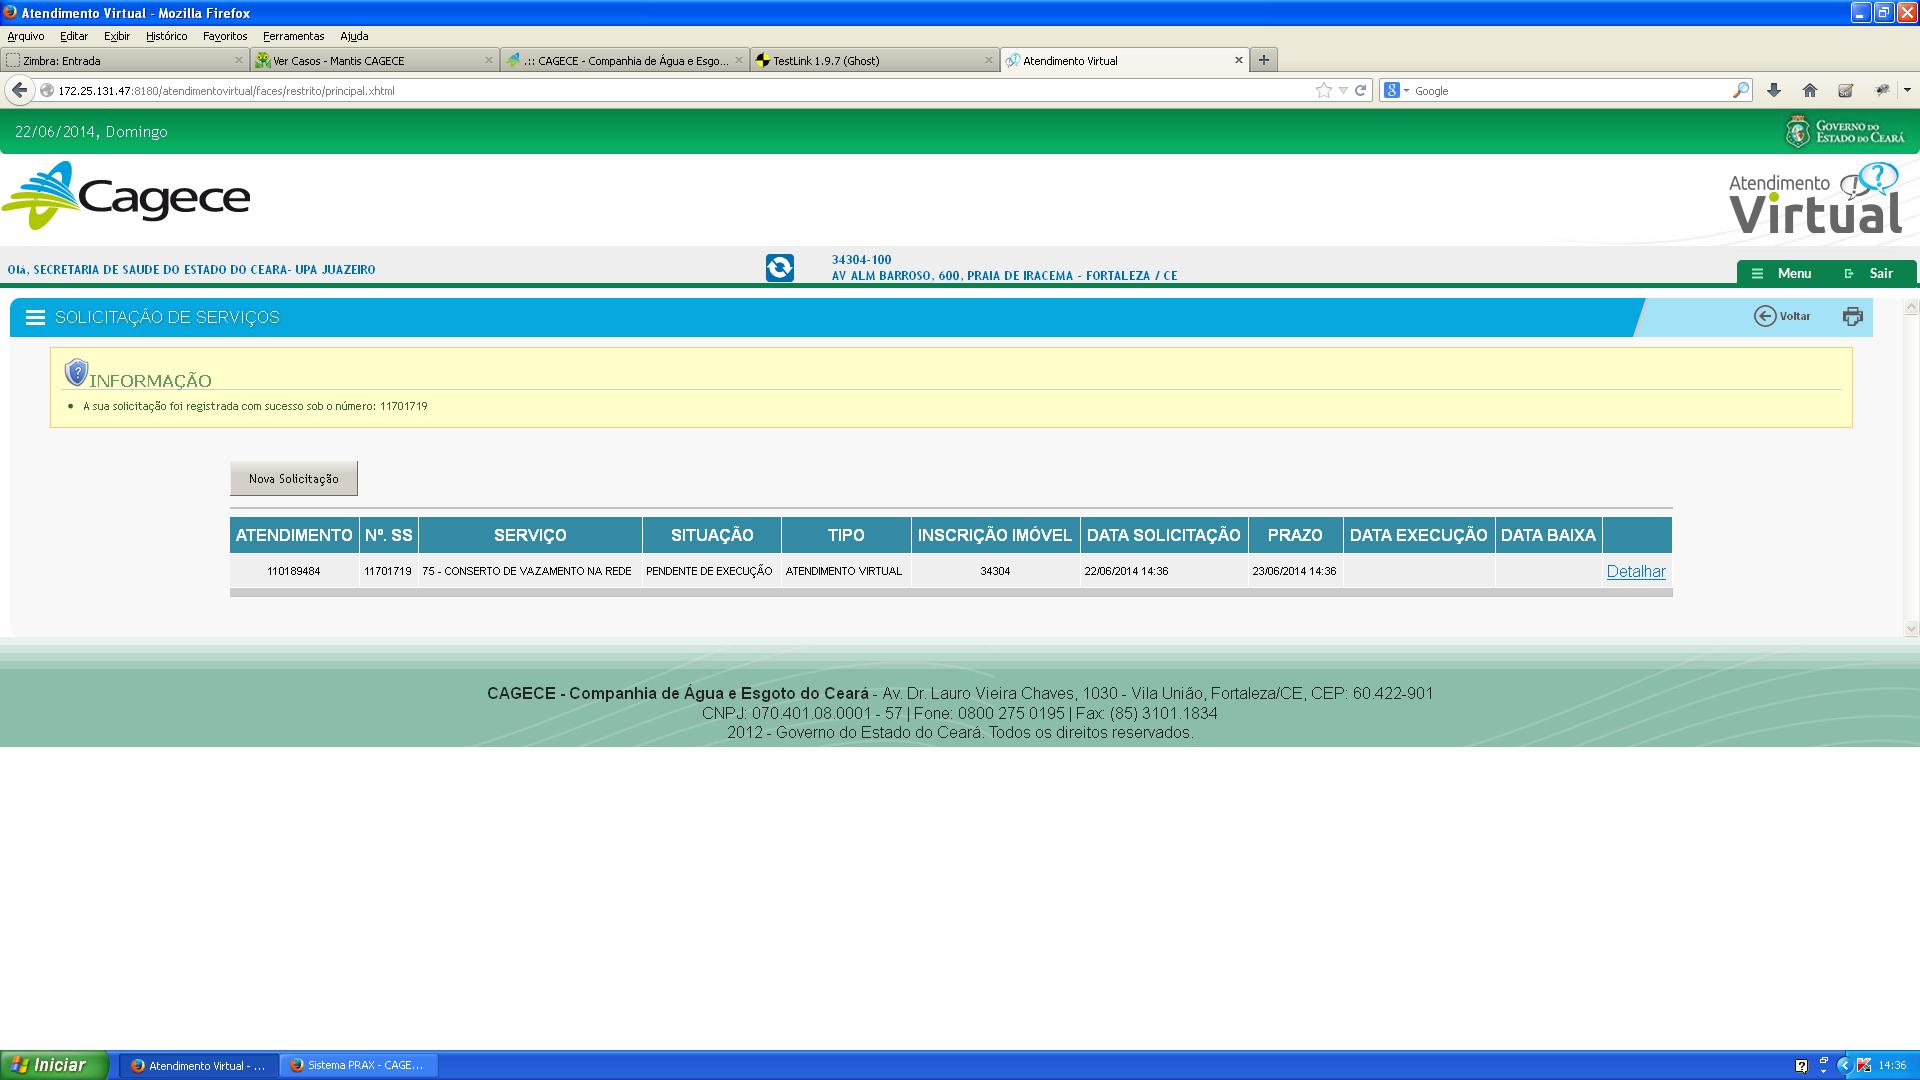 Atendimento Virtual - Mozilla Firefox
Arquivo Editar Exibir Histórico Favoritos Ferramentas Ajuda
Zimbra: Entrada
Ver Casos - Mantis CAGECE
.:: CAGECE - Companhia de Água e Esgo...
TestLink 1.9.7 (Ghost)
Atendimento Virtual
172.25.131.47:8180/atendimentovirtual/faces/restrito/principal.xhtml
Google
22/06/2014, Domingo
GOVERNO DO
ESTADO DO CEARÁ
Cagece
Atendimento
Virtual
Olá, SECRETARIA DE SAUDE DO ESTADO DO CEARA- UPA JUAZEIRO
34304-100
AV ALM BARROSO, 600, PRAIA DE IRACEMA - FORTALEZA / CE
Menu
Sair
SOLICITAÇÃO DE SERVIÇOS
Voltar
INFORMAÇÃO
A sua solicitação foi registrada com sucesso sob o número: 11701719
Nova Solicitação
ATENDIMENTO Nº. SS SERVIÇO SITUAÇÃO TIPO INSCRIÇÃO IMÓVEL DATA SOLICITAÇÃO PRAZO DATA EXECUÇÃO DATA BAIXA
110189484 11701719 75 - CONSERTO DE VAZAMENTO NA REDE PENDENTE DE EXECUÇÃO ATENDIMENTO VIRTUAL 34304 22/06/2014 14:36 23/06/2014 14:36 Detalhar
CAGECE - Companhia de Água e Esgoto do Ceará - Av. Dr. Lauro Vieira Chaves, 1030 - Vila União, Fortaleza/CE, CEP: 60.422-901
CNPJ: 070.401.08.0001 - 57 | Fone: 0800 275 0195 | Fax: (85) 3101.1834
2012 - Governo do Estado do Ceará. Todos os direitos reservados.
Iniciar
Atendimento Virtual - ...
Sistema PRAX - CAGE...
14:36